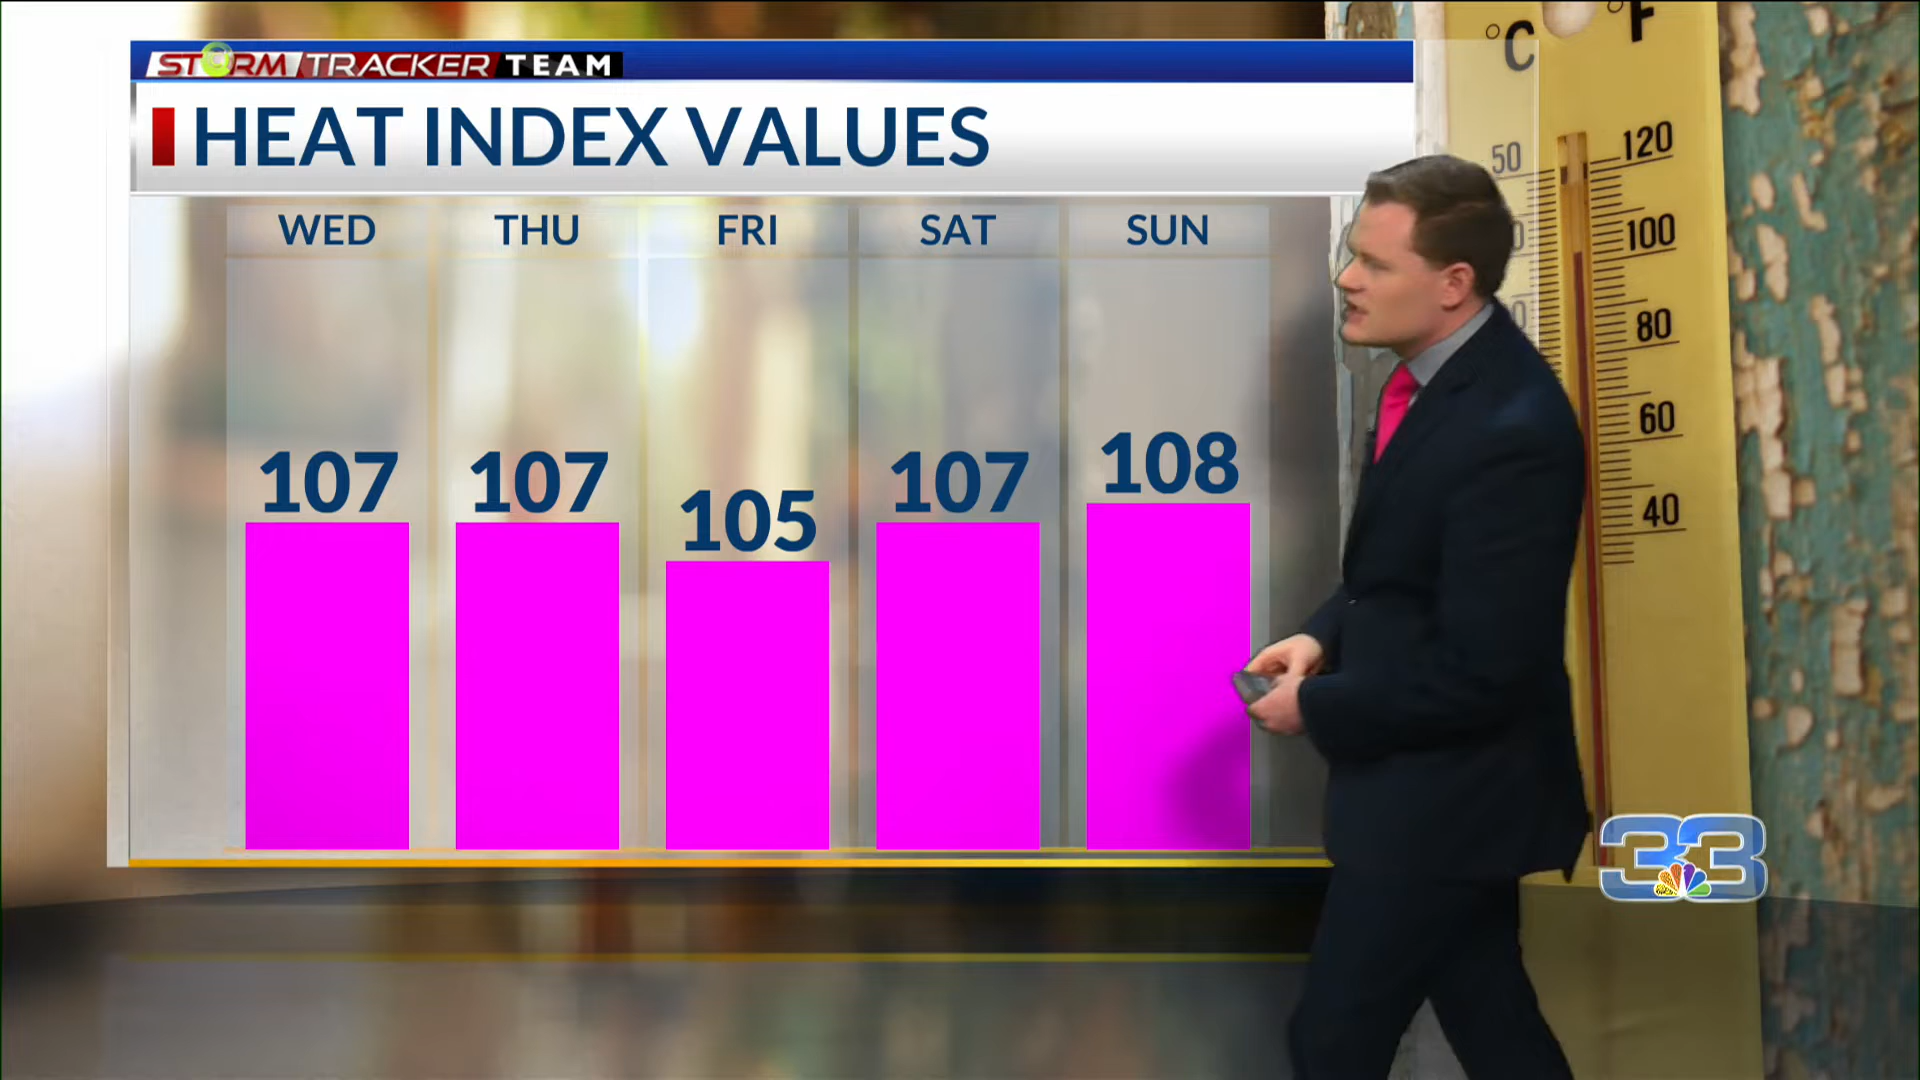 STORM TRACKER TEAM
HEAT INDEX VALUES
WED THU FRI SAT SUN
107 107 105 107 108
°C °F
50 120
100
80
60
40
33